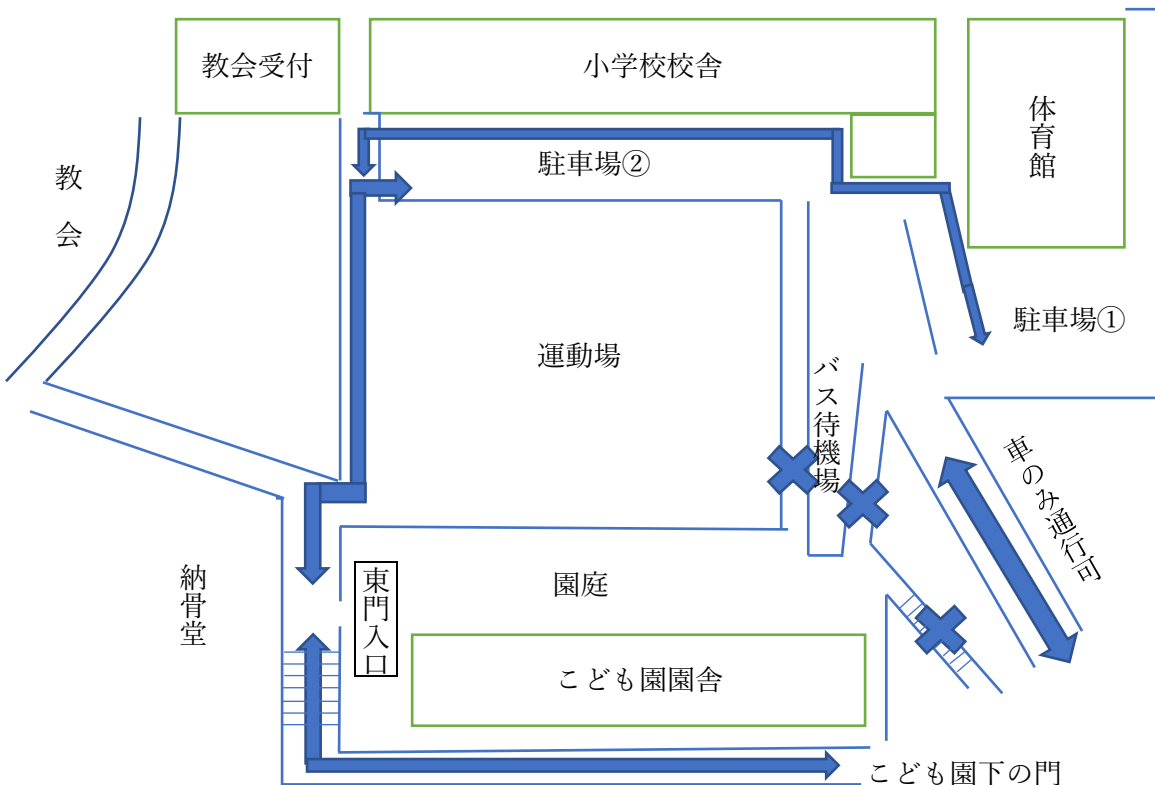 教会受付
小学校校舎
体育館
教会
駐車場②
駐車場①
運動場
バス待機場
車のみ通行可
納骨堂
東門入口
園庭
こども園園舎
こども園下の門